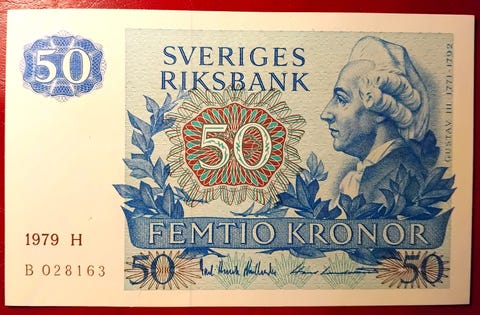 50
SVERIGES
RIKSBANK
50
GUSTAV III 1771-1792
FEMTIO KRONOR
1979 H
B 028163
50
50